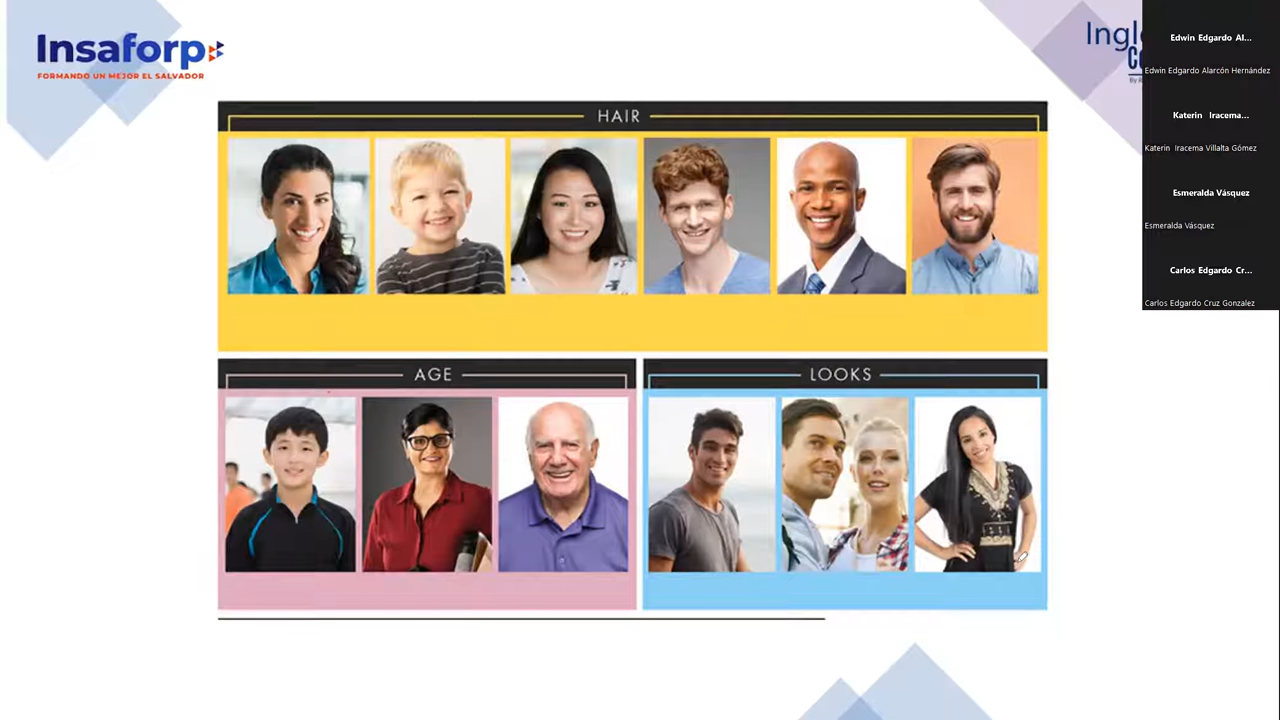 Insaforp
FORMANDO UN MEJOR EL SALVADOR
HAIR
AGE
LOOKS
Edwin Edgardo Al...
Edwin Edgardo Alarcón Hernández
Katerin Iracema...
Katerin Iracema Villalta Gómez
Esmeralda Vásquez
Esmeralda Vásquez
Carlos Edgardo Cr...
Carlos Edgardo Cruz Gonzalez